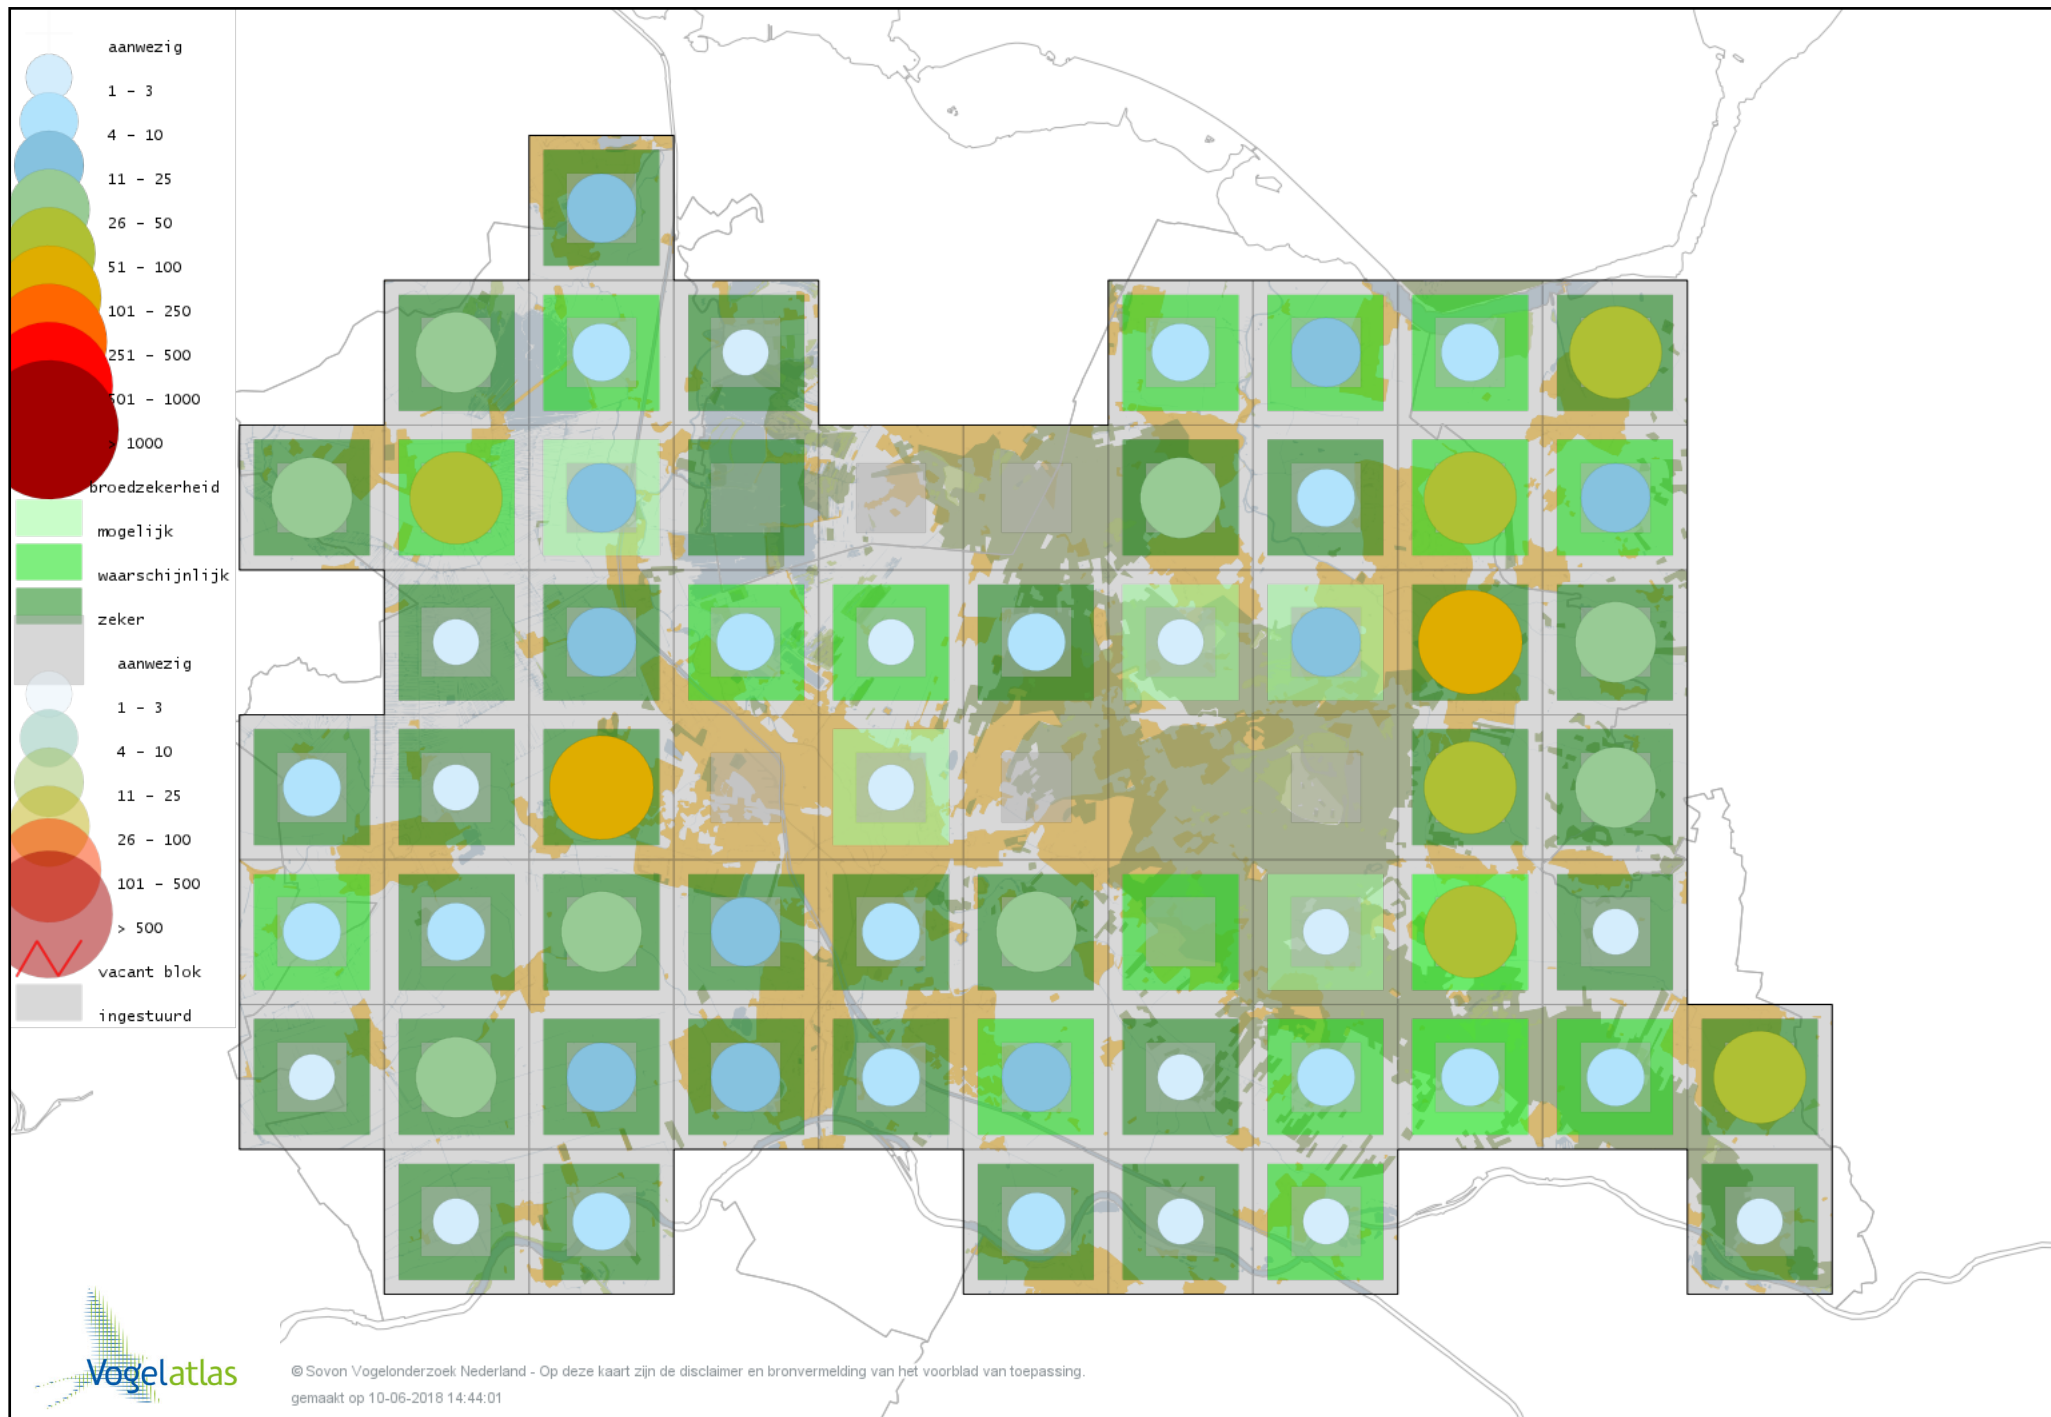 aanwezig
1 - 3
4 - 10
11 - 25
26 - 50
51 - 100
101 - 250
251 - 500
501 - 1000
> 1000
broedzekerheid
mogelijk
waarschijnlijk
zeker
aanwezig
1 - 3
4 - 10
11 - 25
26 - 100
101 - 500
> 500
vacant blok
ingestuurd
Vogelatlas
© Sovon Vogelonderzoek Nederland - Op deze kaart zijn de disclaimer en bronvermelding van het voorblad van toepassing.
gemaakt op 10-06-2018 14:44:01